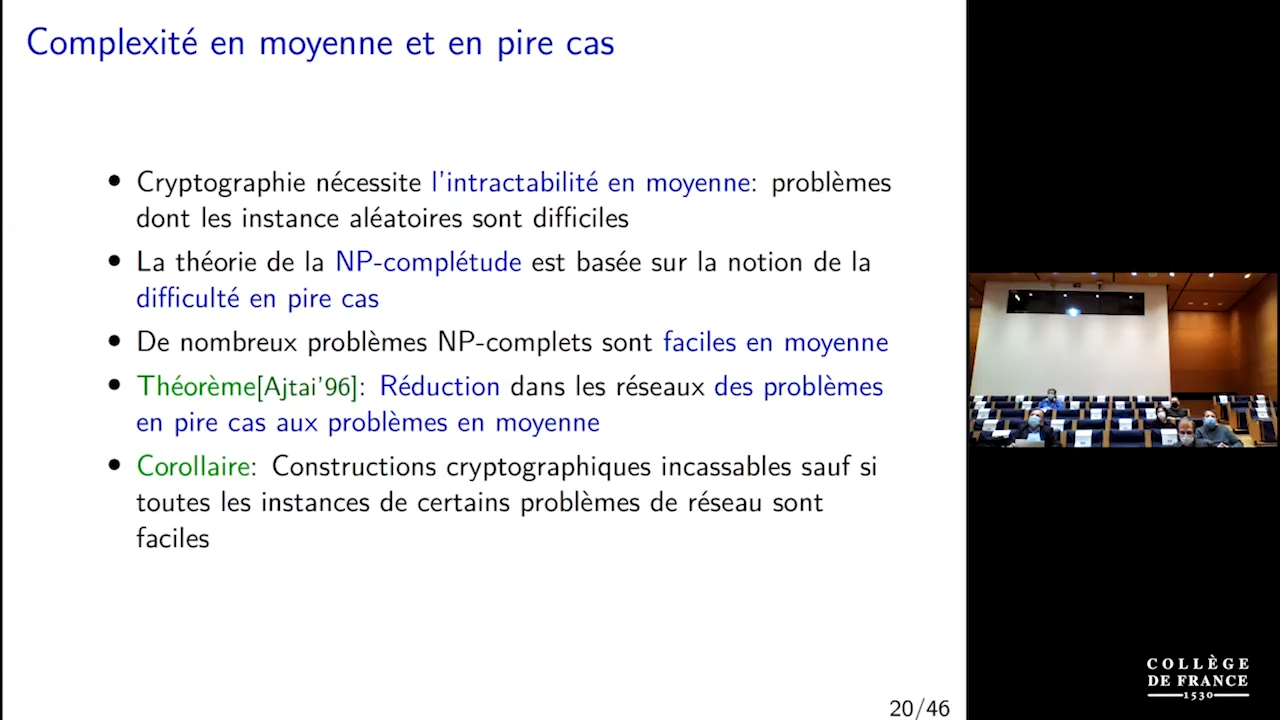 Complexité en moyenne et en pire cas
• Cryptographie nécessite l'intractabilité en moyenne: problèmes
dont les instance aléatoires sont difficiles
• La théorie de la NP-complétude est basée sur la notion de la
difficulté en pire cas
• De nombreux problèmes NP-complets sont faciles en moyenne
• Théorème[Ajtai'96]: Réduction dans les réseaux des problèmes
en pire cas aux problèmes en moyenne
• Corollaire: Constructions cryptographiques incassables sauf si
toutes les instances de certains problèmes de réseau sont
faciles
20/46
COLLÈGE
DE FRANCE
1530